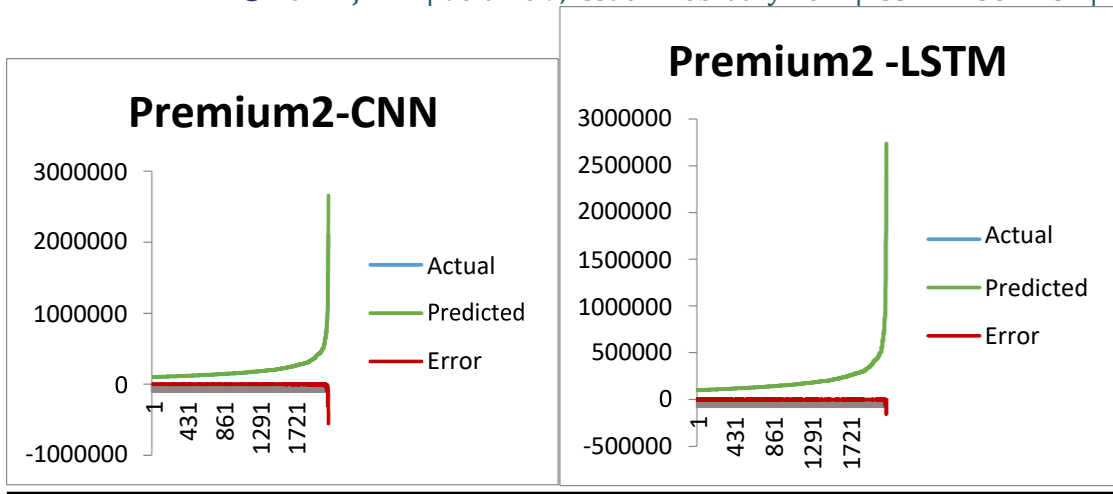 Premium2-CNN
3000000
2000000
1000000
0
-1000000
1
431
861
1291
1721
Actual
Predicted
Error
Premium2 -LSTM
3000000
2500000
2000000
1500000
1000000
500000
0
-500000
1
431
861
1291
1721
Actual
Predicted
Error